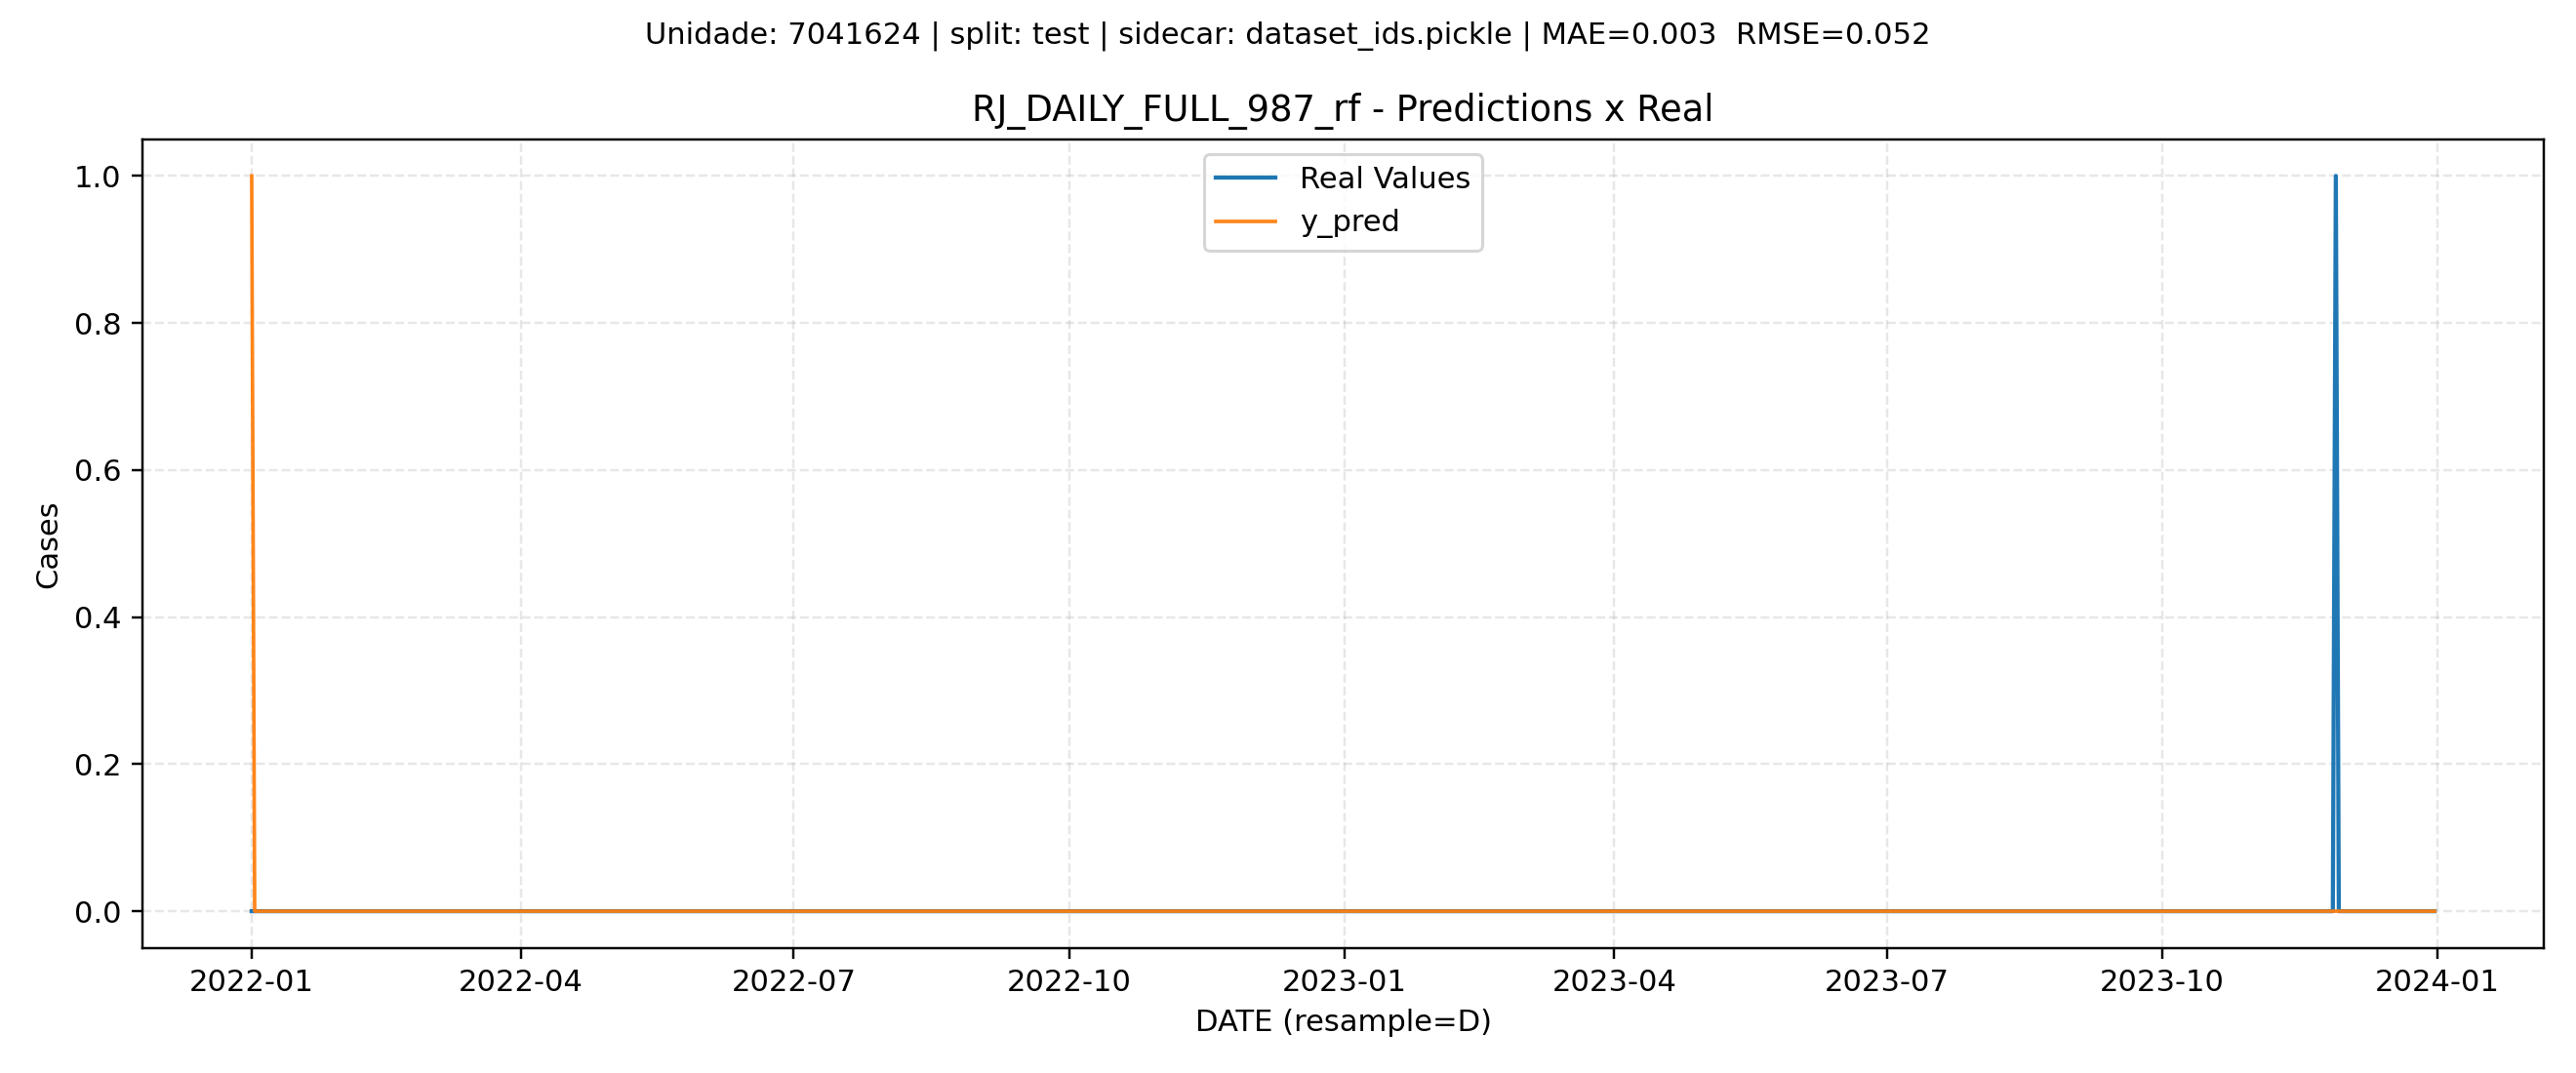 Unidade: 7041624 | split: test | sidecar: dataset_ids.pickle | MAE=0.003  RMSE=0.052
RJ_DAILY_FULL_987_rf - Predictions x Real
Real Values
y_pred
1.0
0.8
0.6
0.4
0.2
0.0
Cases
2022-01 2022-04 2022-07 2022-10 2023-01 2023-04 2023-07 2023-10 2024-01
DATE (resample=D)